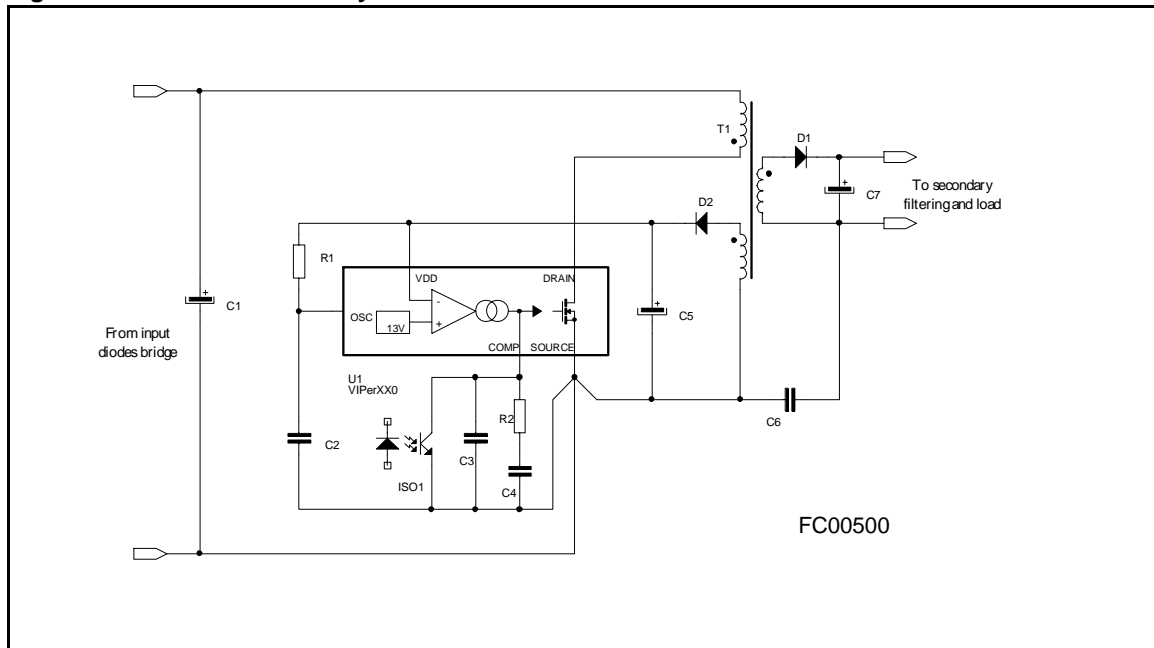 T1
D1
C7
To secondary
filtering and load
D2
R1
VDD
DRAIN
OSC
13V
-
+
C1
+
C5
+
+
From input
diodes bridge
COMP
SOURCE
U1
VIPerXX0
R2
C6
C2
C3
ISO1
C4
FC00500